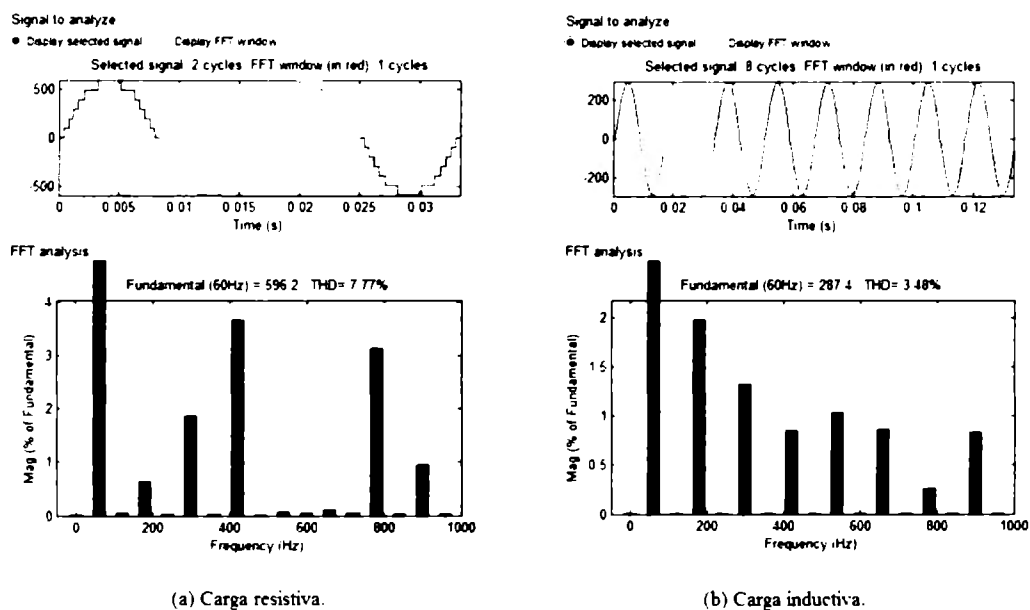 Signal to analyze
Display selected signal Display FFT window
Selected signal 2 cycles FFT window (in red) 1 cycles
500
0
-500
0 0.005 0.01 0.015 0.02 0.025 0.03
Time (s)
FFT analysis
Fundamental (60Hz) = 596.2 THD= 7.77%
4
3
2
1
0
Mag (% of Fundamental)
0 200 400 600 800 1000
Frequency (Hz)
(a) Carga resistiva.
Signal to analyze
Display selected signal Display FFT window
Selected signal 8 cycles FFT window (in red) 1 cycles
200
0
-200
0 0.02 0.04 0.06 0.08 0.1 0.12
Time (s)
FFT analysis
Fundamental (60Hz) = 287.4 THD= 3.48%
2
1.5
1
0.5
0
Mag (% of Fundamental)
0 200 400 600 800 1000
Frequency (Hz)
(b) Carga inductiva.